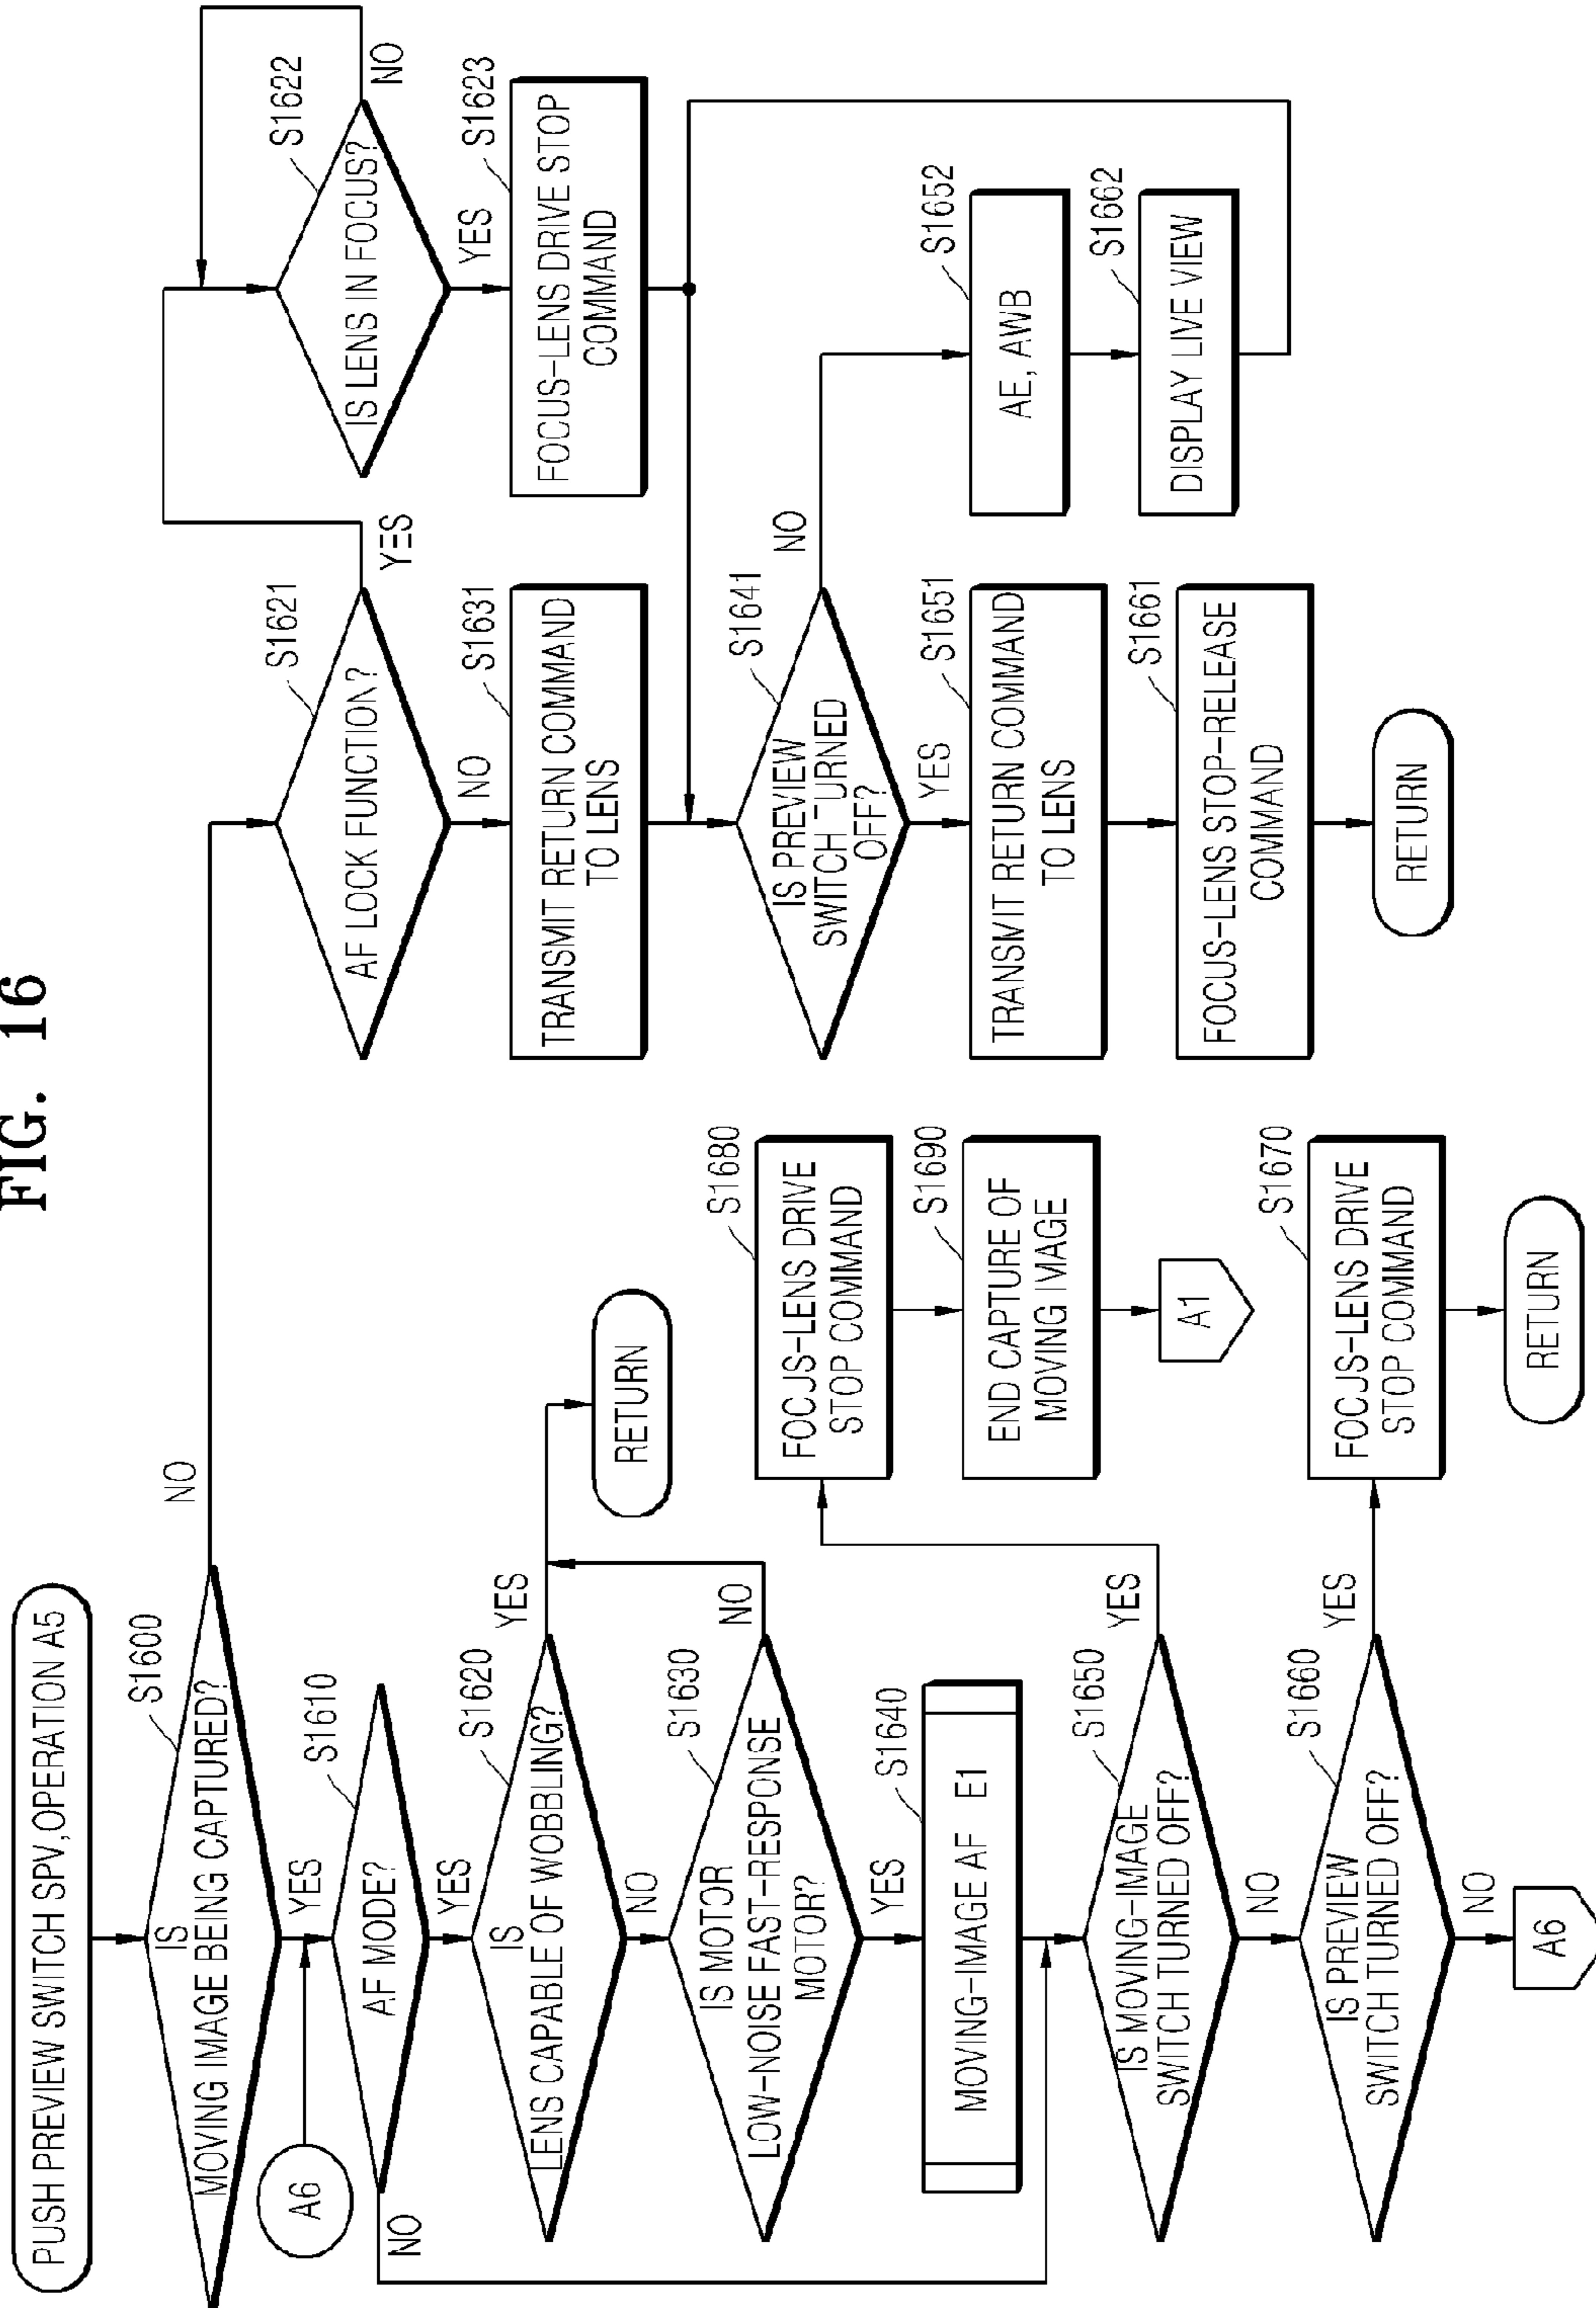 FIG. 16
PUSH PREVIEW SWITCH SPV,OPERATION A5
S1600
IS
MOVING IMAGE BEING CAPTURED?
NO
YES
A6
S1610
AF MODE?
NO
YES
S1620
IS
LENS CAPABLE OF WOBBLING?
YES
RETURN
NO
S1630
IS MOTOR
LOW-NOISE FAST-RESPONSE
MOTOR?
NO
YES
S1640
MOVING-IMAGE AF E1
S1650
IS MOVING-IMAGE
SWITCH TURNED OFF?
YES
NO
S1660
IS PREVIEW
SWITCH TURNED OFF?
YES
NO
A6
S1680
FOCJS-LENS DRIVE
STOP COMMAND
S1690
END CAPTURE OF
MOVING IMAGE
A1
S1670
FOCJS-LENS DRIVE
STOP COMMAND
RETURN
S1621
AF LOCK FUNCTION?
YES
NO
S1631
TRANSMIT RETURN COMMAND
TO LENS
S1641
IS PREVIEW
SWITCH TURNED
OFF?
NO
YES
S1651
TRANSMIT RETURN COMMAND
TO LENS
S1661
FOCUS-LENS STOP-RELEASE
COMMAND
RETURN
S1622
IS LENS IN FOCUS?
NO
YES
S1623
FOCUS-LENS DRIVE STOP
COMMAND
S1652
AE, AWB
S1662
DISPLAY LIVE VIEW